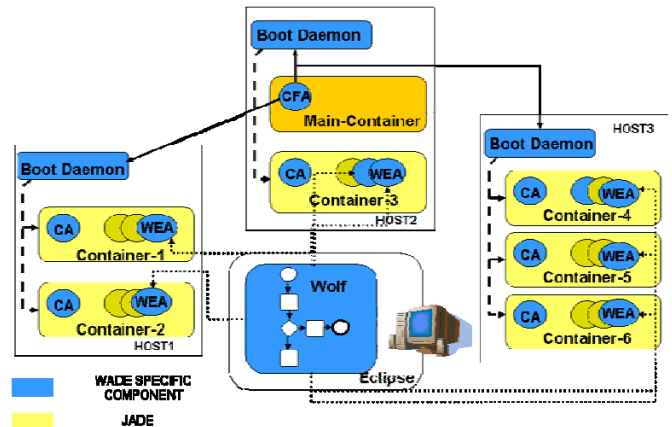 Boot Daemon
CFA
Main-Container
CA
WEA
Container-3
HOST2
Boot Daemon
CA
WEA
Container-1
CA
WEA
Container-2
HOST1
HOST3
Boot Daemon
CA
WEA
Container-4
CA
WEA
Container-5
CA
WEA
Container-6
Wolf
Eclipse
WADE SPECIFIC
COMPONENT
JADE